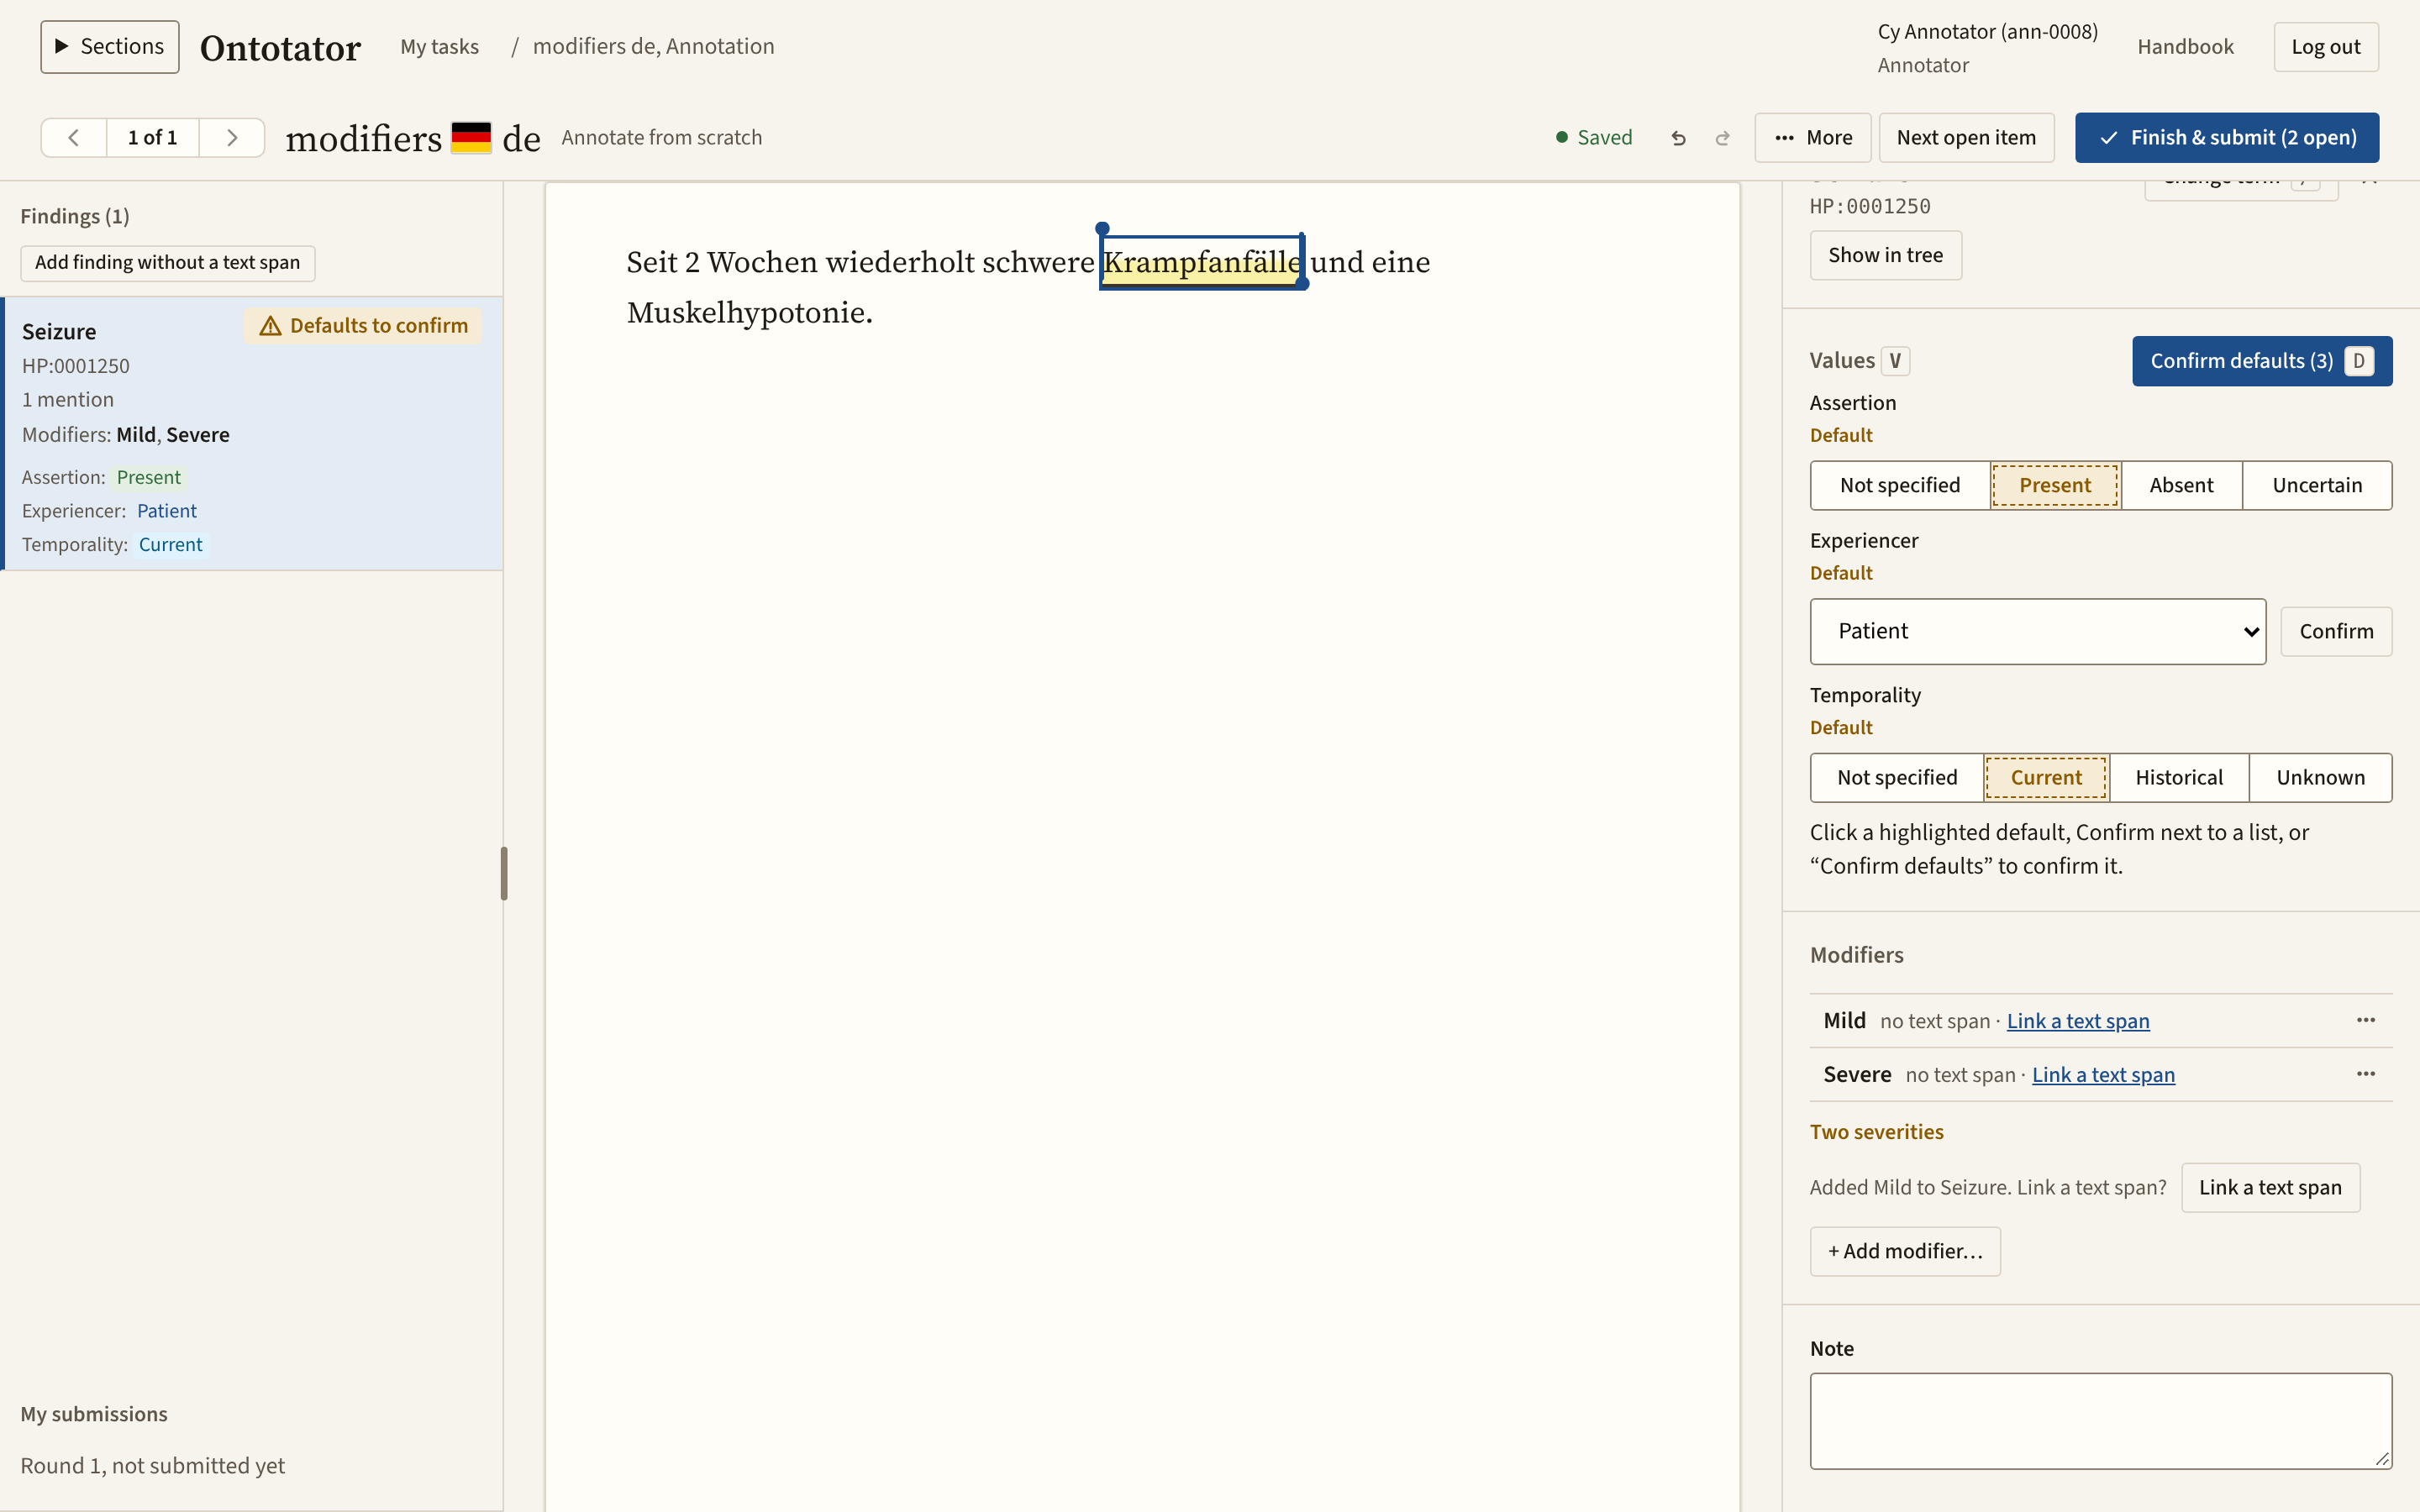 Sections
Ontotator
My tasks / modifiers de, Annotation
Cy Annotator (ann-0008)
Annotator
Handbook
Log out
1 of 1
modifiers de
Annotate from scratch
Saved
More
Next open item
Finish & submit (2 open)
Findings (1)
Add finding without a text span
Seizure
Defaults to confirm
HP:0001250
1 mention
Modifiers: Mild, Severe
Assertion: Present
Experiencer: Patient
Temporality: Current
My submissions
Round 1, not submitted yet
Seit 2 Wochen wiederholt schwere Krampfanfälle und eine
Muskelhypotonie.
HP:0001250
Show in tree
Values V
Confirm defaults (3) D
Assertion
Default
Not specified Present Absent Uncertain
Experiencer
Default
Patient
Confirm
Temporality
Default
Not specified Current Historical Unknown
Click a highlighted default, Confirm next to a list, or
“Confirm defaults” to confirm it.
Modifiers
Mild no text span · Link a text span
Severe no text span · Link a text span
Two severities
Added Mild to Seizure. Link a text span? Link a text span
+ Add modifier…
Note